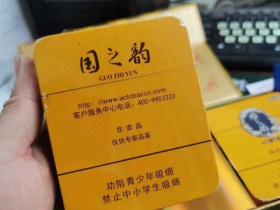 国之韵
GUO ZHI YUN
http：//www.actobacco.com
客户服务中心电话：400-9903333
非卖品
仅供专家品鉴
劝阻青少年吸烟
禁止中小学生吸烟